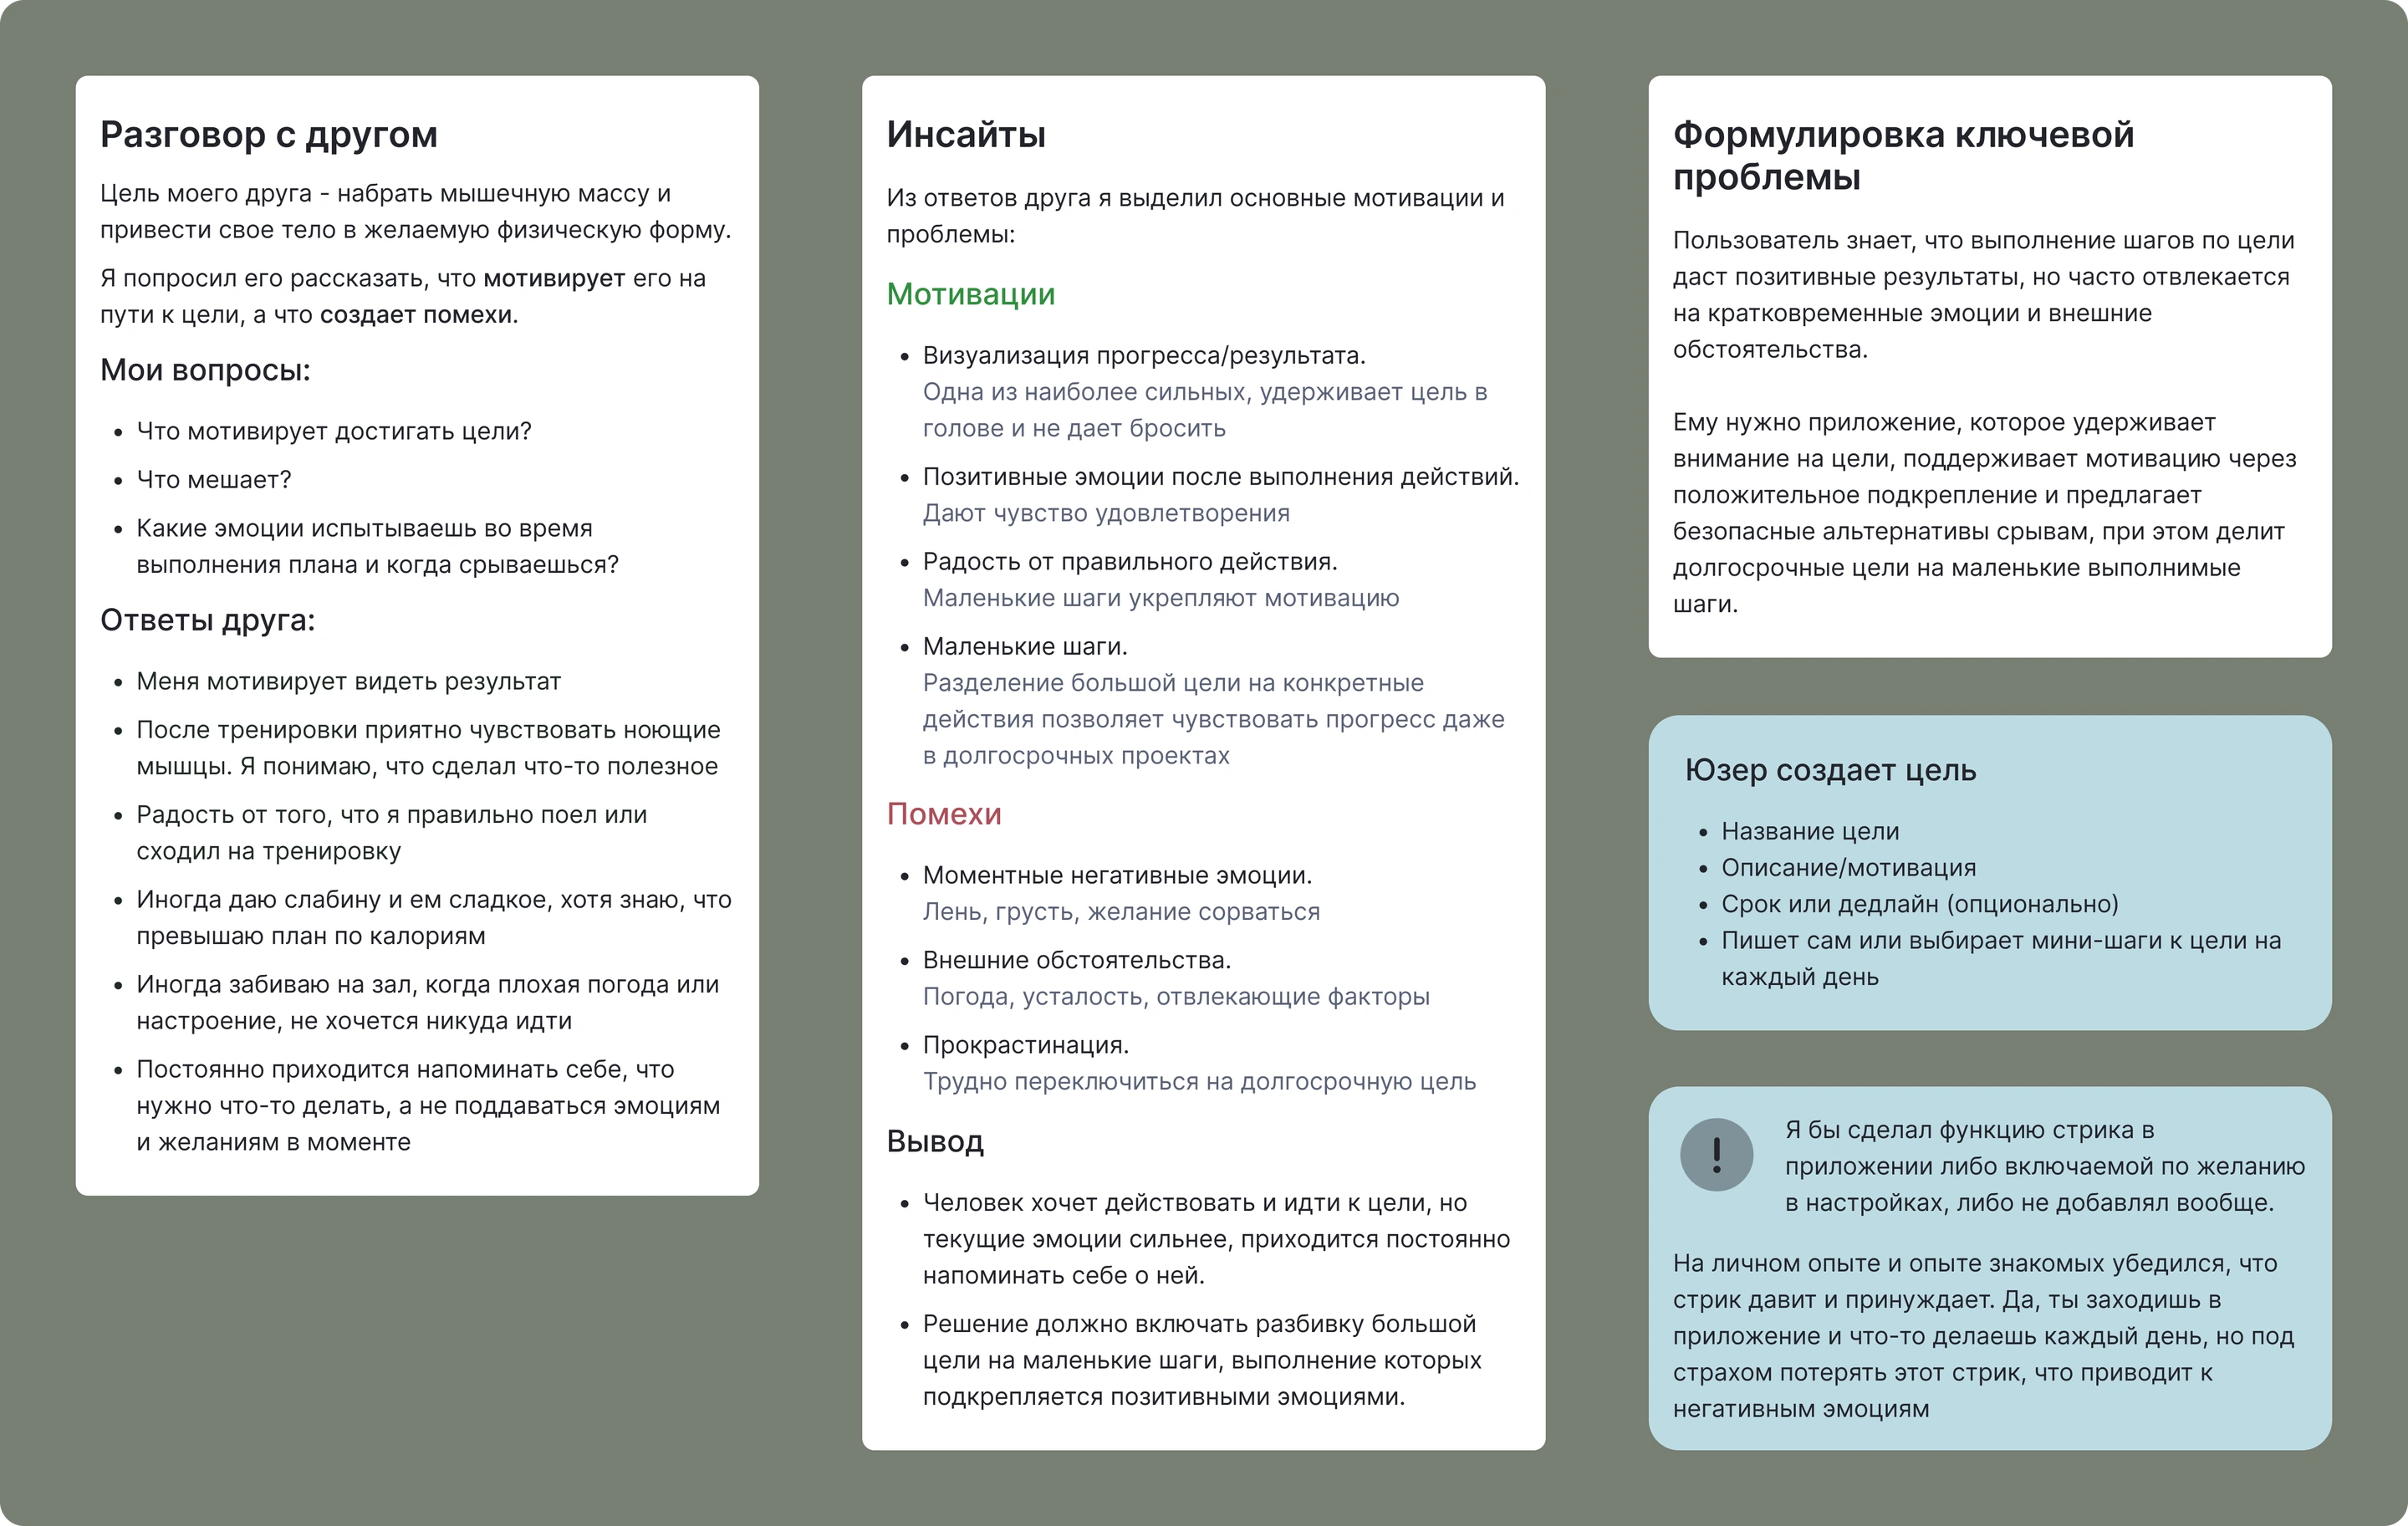 Разговор с другом
Цель моего друга - набрать мышечную массу и
привести свое тело в желаемую физическую форму.
Я попросил его рассказать, что мотивирует его на
пути к цели, а что создает помехи.
Мои вопросы:
• Что мотивирует достигать цели?
• Что мешает?
• Какие эмоции испытываешь во время
выполнения плана и когда срываешься?
Ответы друга:
• Меня мотивирует видеть результат
• После тренировки приятно чувствовать ноющие
мышцы. Я понимаю, что сделал что-то полезное
• Радость от того, что я правильно поел или
сходил на тренировку
• Иногда даю слабину и ем сладкое, хотя знаю, что
превышаю план по калориям
• Иногда забиваю на зал, когда плохая погода или
настроение, не хочется никуда идти
• Постоянно приходится напоминать себе, что
нужно что-то делать, а не поддаваться эмоциям
и желаниям в моменте
Инсайты
Из ответов друга я выделил основные мотивации и
проблемы:
Мотивации
• Визуализация прогресса/результата.
Одна из наиболее сильных, удерживает цель в
голове и не дает бросить
• Позитивные эмоции после выполнения действий.
Дают чувство удовлетворения
• Радость от правильного действия.
Маленькие шаги укрепляют мотивацию
• Маленькие шаги.
Разделение большой цели на конкретные
действия позволяет чувствовать прогресс даже
в долгосрочных проектах
Помехи
• Моментные негативные эмоции.
Лень, грусть, желание сорваться
• Внешние обстоятельства.
Погода, усталость, отвлекающие факторы
• Прокрастинация.
Трудно переключиться на долгосрочную цель
Вывод
• Человек хочет действовать и идти к цели, но
текущие эмоции сильнее, приходится постоянно
напоминать себе о ней.
• Решение должно включать разбивку большой
цели на маленькие шаги, выполнение которых
подкрепляется позитивными эмоциями.
Формулировка ключевой
проблемы
Пользователь знает, что выполнение шагов по цели
даст позитивные результаты, но часто отвлекается
на кратковременные эмоции и внешние
обстоятельства.
Ему нужно приложение, которое удерживает
внимание на цели, поддерживает мотивацию через
положительное подкрепление и предлагает
безопасные альтернативы срывам, при этом делит
долгосрочные цели на маленькие выполнимые
шаги.
Юзер создает цель
• Название цели
• Описание/мотивация
• Срок или дедлайн (опционально)
• Пишет сам или выбирает мини-шаги к цели на
каждый день
!
Я бы сделал функцию стрика в
приложении либо включаемой по желанию
в настройках, либо не добавлял вообще.
На личном опыте и опыте знакомых убедился, что
стрик давит и принуждает. Да, ты заходишь в
приложение и что-то делаешь каждый день, но под
страхом потерять этот стрик, что приводит к
негативным эмоциям